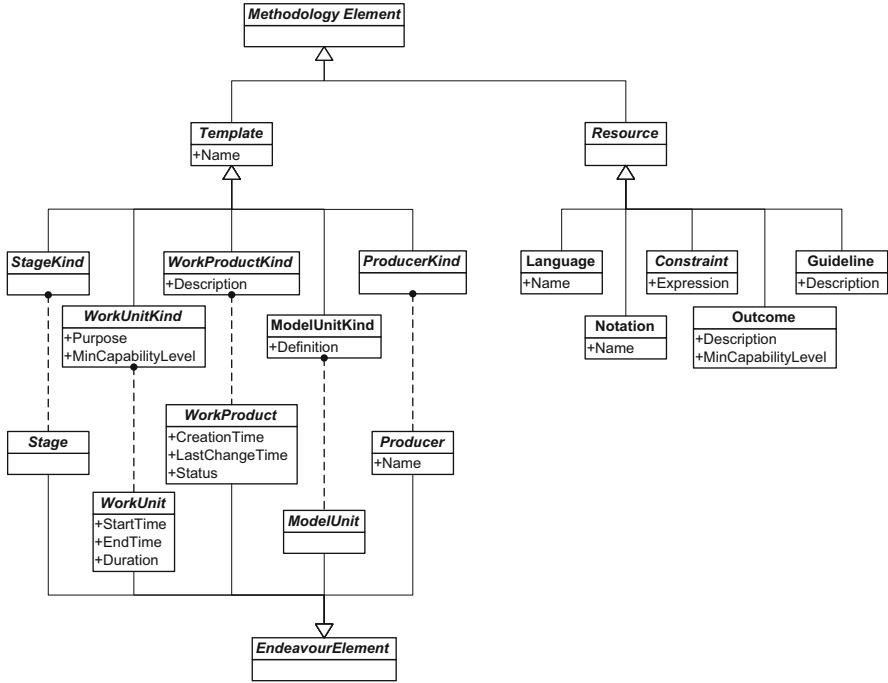 Methodology Element
Template
+Name
Resource
StageKind
WorkProductKind
+Description
ProducerKind
Language
+Name
Constraint
+Expression
Guideline
+Description
WorkUnitKind
+Purpose
+MinCapabilityLevel
ModelUnitKind
+Definition
Notation
+Name
Outcome
+Description
+MinCapabilityLevel
Stage
WorkProduct
+CreationTime
+LastChangeTime
+Status
Producer
+Name
WorkUnit
+StartTime
+EndTime
+Duration
ModelUnit
EndeavourElement